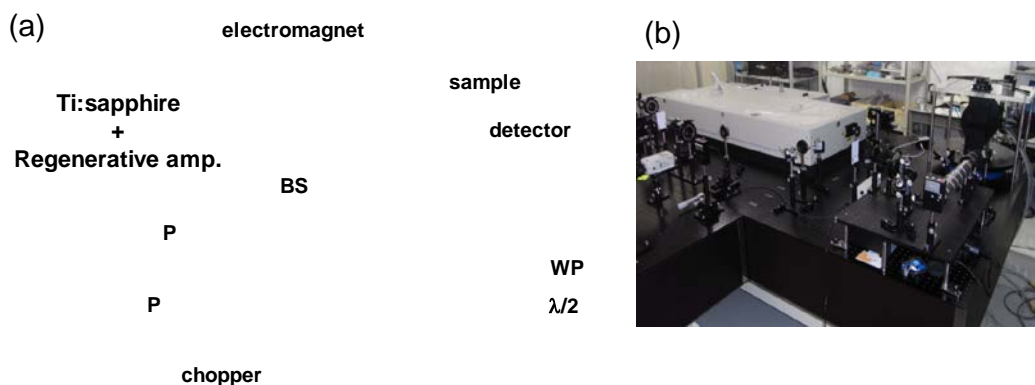 (a)
electromagnet
(b)
sample
Ti:sapphire
+
Regenerative amp.
detector
BS
P
WP
P
λ/2
chopper